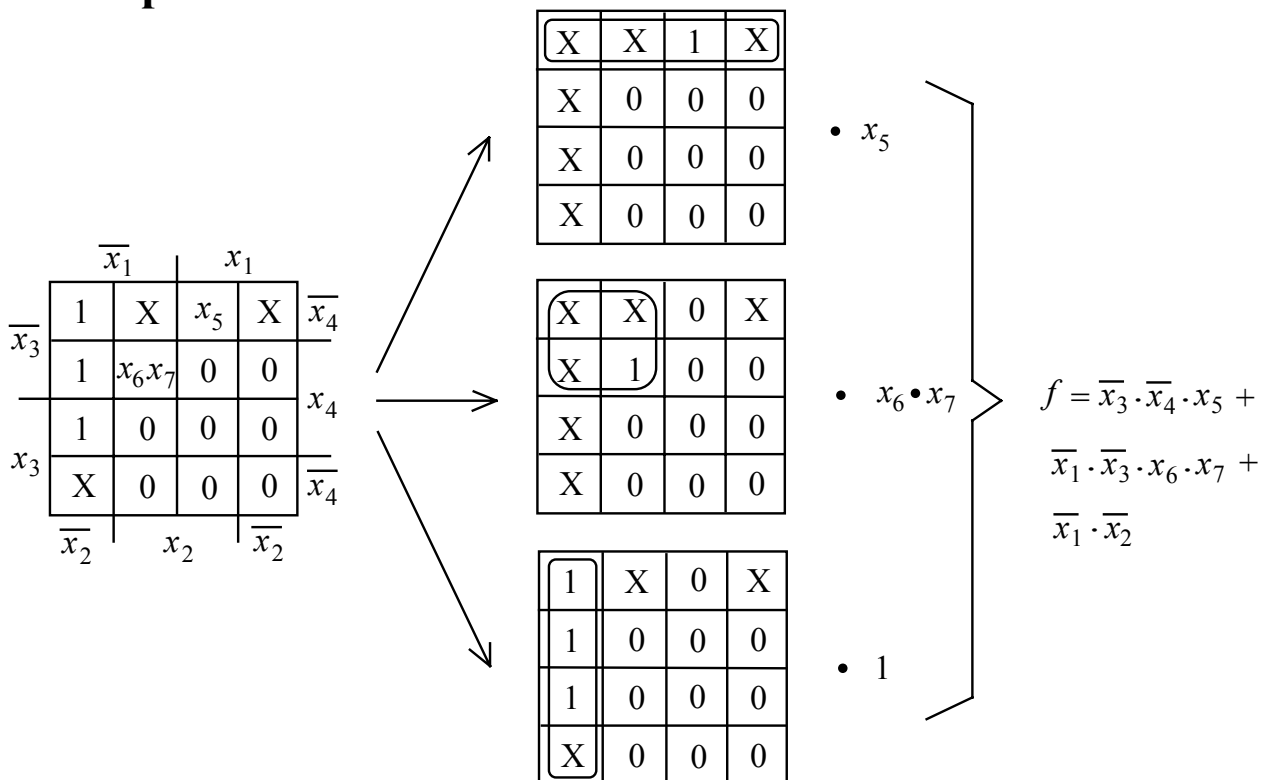 p
x̅₁ x₁
1 X x₅ X x̅₄
x̅₃
1 x₆x₇ 0 0
x₄
1 0 0 0
x₃
X 0 0 0 x̅₄
x̅₂ x₂ x̅₂
X X 1 X
X 0 0 0
X 0 0 0
X 0 0 0
• x₅
X X 0 X
X 1 0 0
X 0 0 0
X 0 0 0
• x₆•x₇
1 X 0 X
1 0 0 0
1 0 0 0
X 0 0 0
• 1
f = x̅₃·x̅₄·x₅ +
x̅₁·x̅₃·x₆·x₇ +
x̅₁·x̅₂